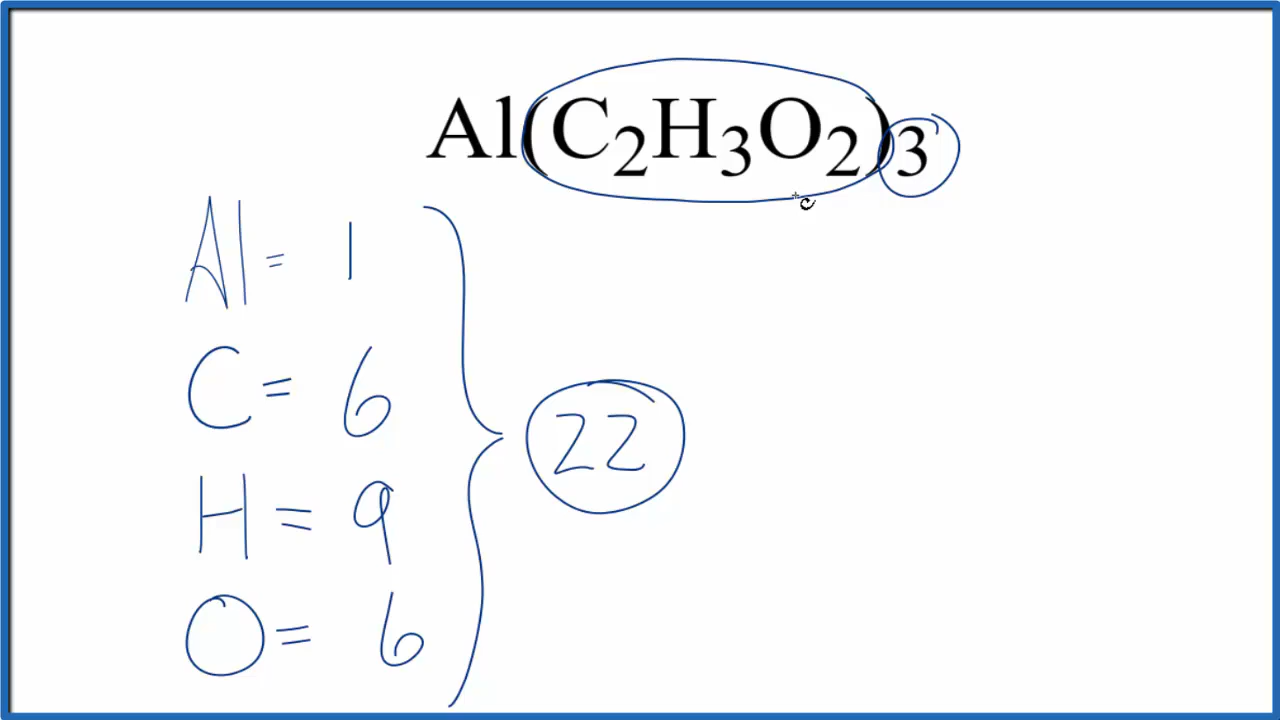 Al(C₂H₃O₂)₃
Al = 1
C = 6
H = 9
O = 6
22